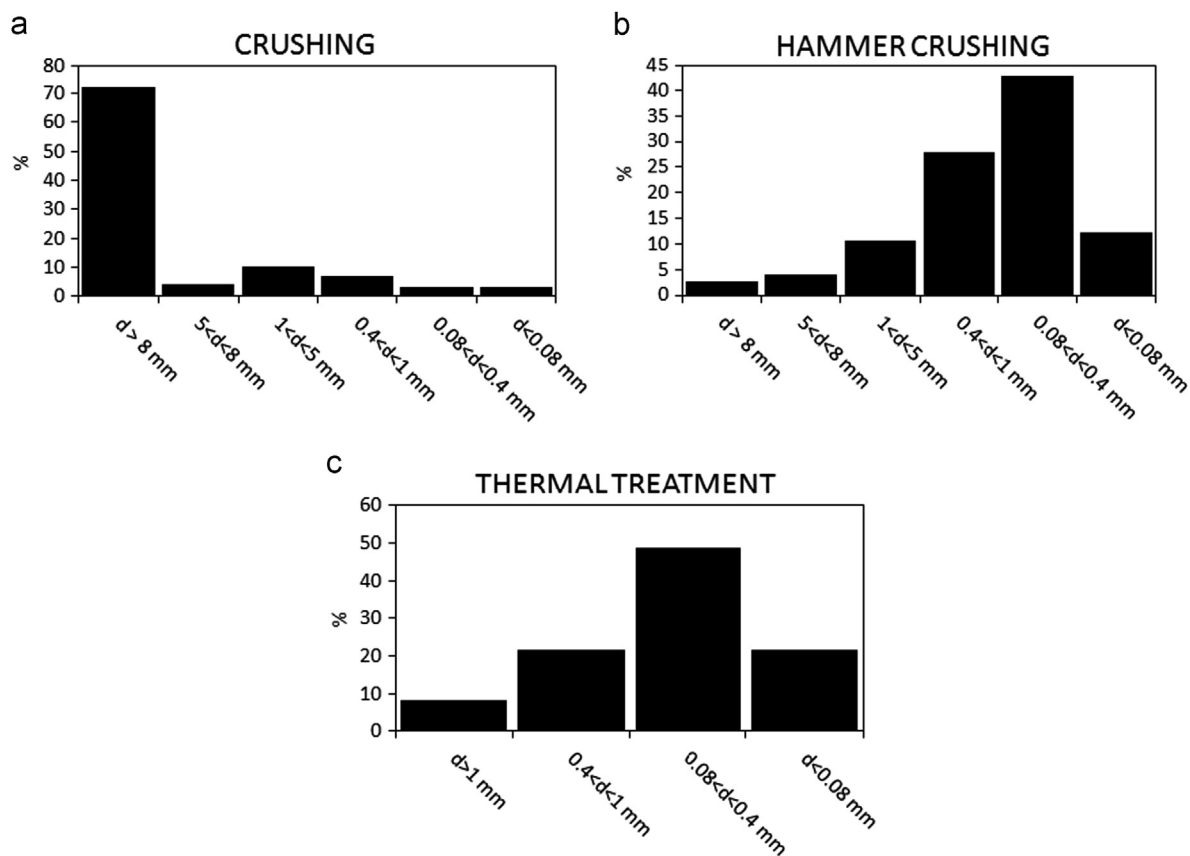 a
CRUSHING
80
70
60
50
40
30
20
10
0
%
d > 8 mm
5<d<8 mm
1<d<5 mm
0.4<d<1 mm
0.08<d<0.4 mm
d<0.08 mm
b
HAMMER CRUSHING
45
40
35
30
25
20
15
10
5
0
%
d > 8 mm
5<d<8 mm
1<d<5 mm
0.4<d<1 mm
0.08<d<0.4 mm
d<0.08 mm
c
THERMAL TREATMENT
60
50
40
30
20
10
0
%
d>1 mm
0.4<d<1 mm
0.08<d<0.4 mm
d<0.08 mm